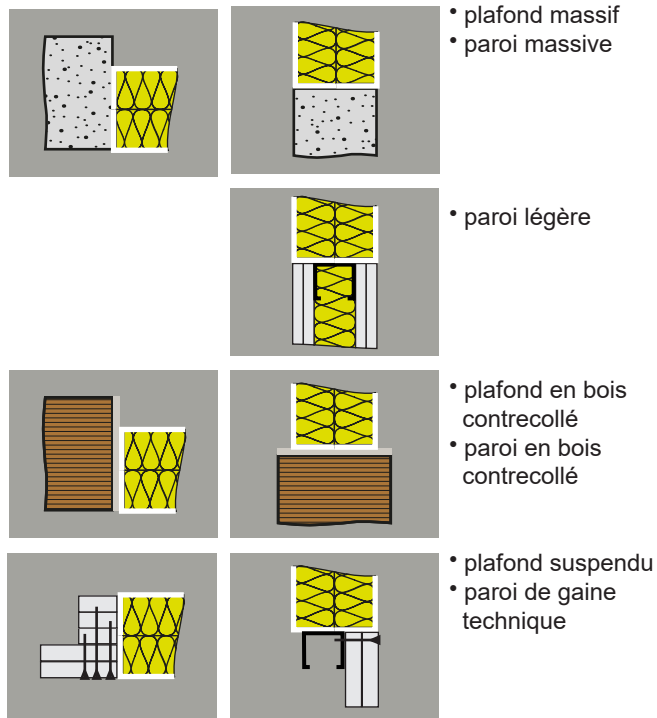 • plafond massif
• paroi massive
• paroi légère
• plafond en bois
contrecollé
• paroi en bois
contrecollé
• plafond suspendu
• paroi de gaine
technique